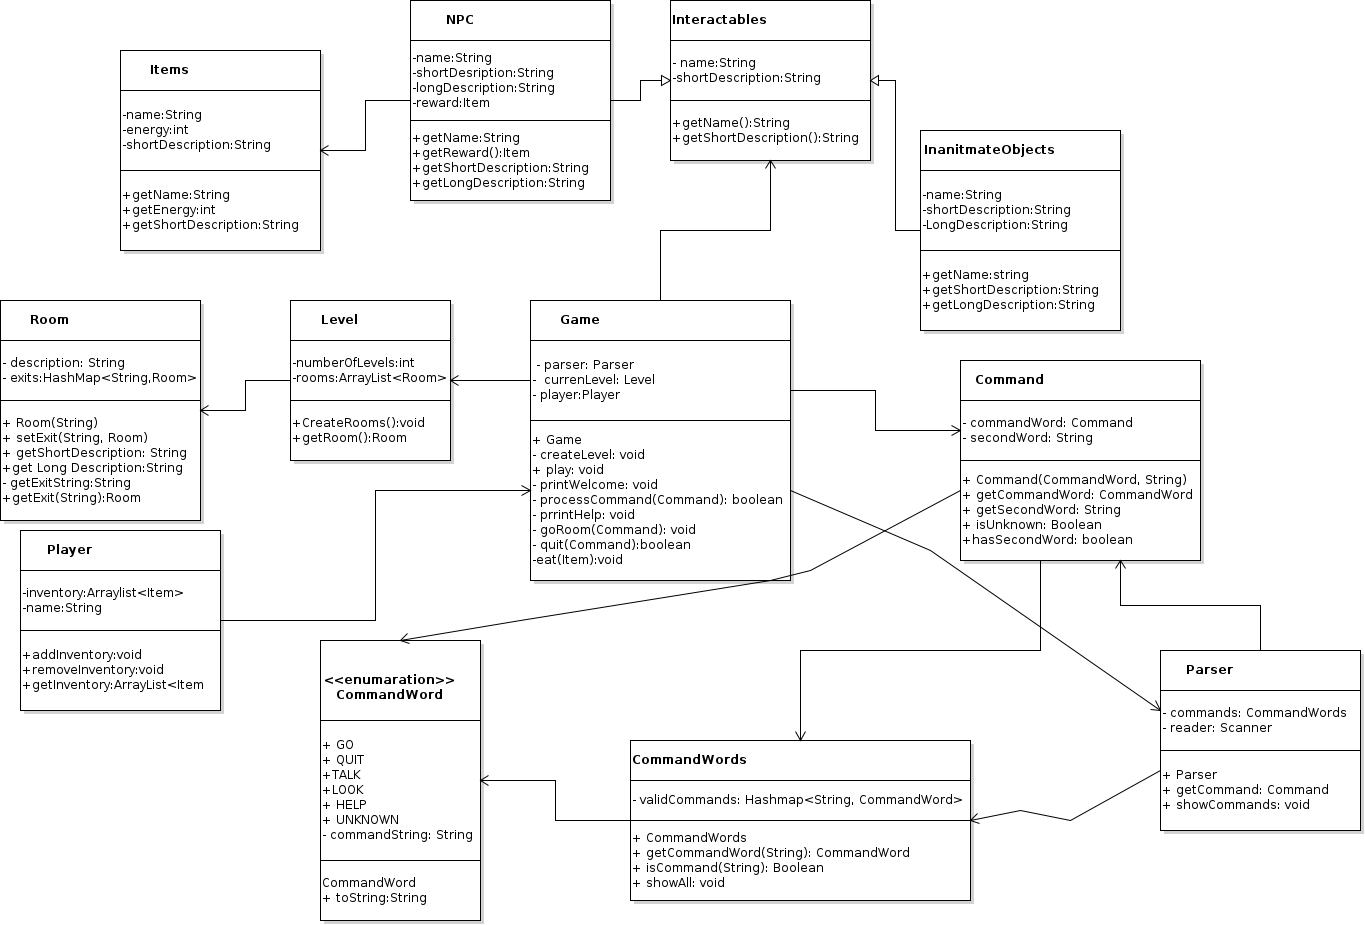 NPC
-name:String
-shortDesription:String
-longDescription:String
-reward:Item
+getName:String
+getReward():Item
+getShortDescription:String
+getLongDescription:String
Interactables
- name:String
-shortDescription:String
+getName():String
+getShortDescription():String
Items
-name:String
-energy:int
-shortDescription:String
+getName:String
+getEnergy:int
+getShortDescription:String
InanitmateObjects
-name:String
-shortDescription:String
-LongDescription:String
+getName:string
+getShortDescription:String
+getLongDescription:String
Room
- description: String
- exits:HashMap<String,Room>
+ Room(String)
+ setExit(String, Room)
+ getShortDescription: String
+get Long Description:String
- getExitString:String
+getExit(String):Room
Level
-numberOfLevels:int
-rooms:ArrayList<Room>
+CreateRooms():void
+getRoom():Room
Game
- parser: Parser
- currenLevel: Level
- player:Player
+ Game
- createLevel: void
+ play: void
- printWelcome: void
- processCommand(Command): boolean
- prrintHelp: void
- goRoom(Command): void
- quit(Command):boolean
-eat(Item):void
Command
- commandWord: Command
- secondWord: String
+ Command(CommandWord, String)
+ getCommandWord: CommandWord
+ getSecondWord: String
+ isUnknown: Boolean
+hasSecondWord: boolean
Player
-inventory:Arraylist<Item>
-name:String
+addInventory:void
+removeInventory:void
+getInventory:ArrayList<Item
<<enumaration>>
CommandWord
+ GO
+ QUIT
+TALK
+LOOK
+ HELP
+ UNKNOWN
- commandString: String
CommandWord
+ toString:String
CommandWords
- validCommands: Hashmap<String, CommandWord>
+ CommandWords
+ getCommandWord(String): CommandWord
+ isCommand(String): Boolean
+ showAll: void
Parser
- commands: CommandWords
- reader: Scanner
+ Parser
+ getCommand: Command
+ showCommands: void